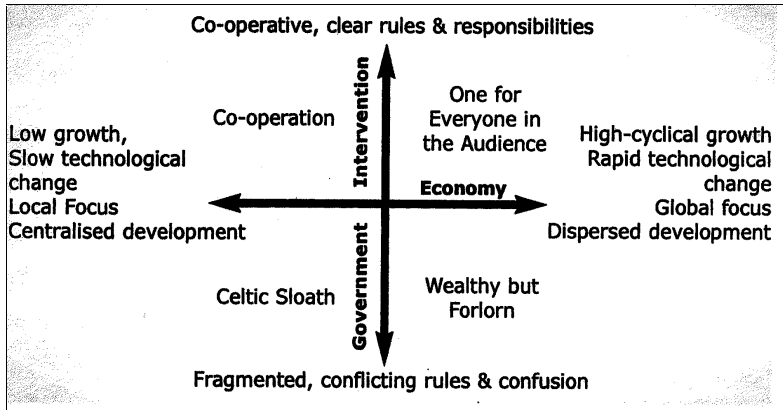 Co-operative, clear rules & responsibilities
Intervention
Co-operation
One for
Everyone in
the Audience
Low growth,
Slow technological
change
Local Focus
Centralised development
Economy
High-cyclical growth
Rapid technological
change
Global focus
Dispersed development
Government
Celtic Sloath
Wealthy but
Forlorn
Fragmented, conflicting rules & confusion